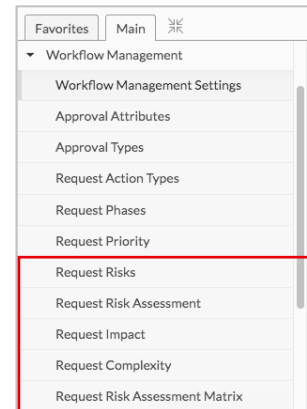 Favorites Main
Workflow Management
Workflow Management Settings
Approval Attributes
Approval Types
Request Action Types
Request Phases
Request Priority
Request Risks
Request Risk Assessment
Request Impact
Request Complexity
Request Risk Assessment Matrix